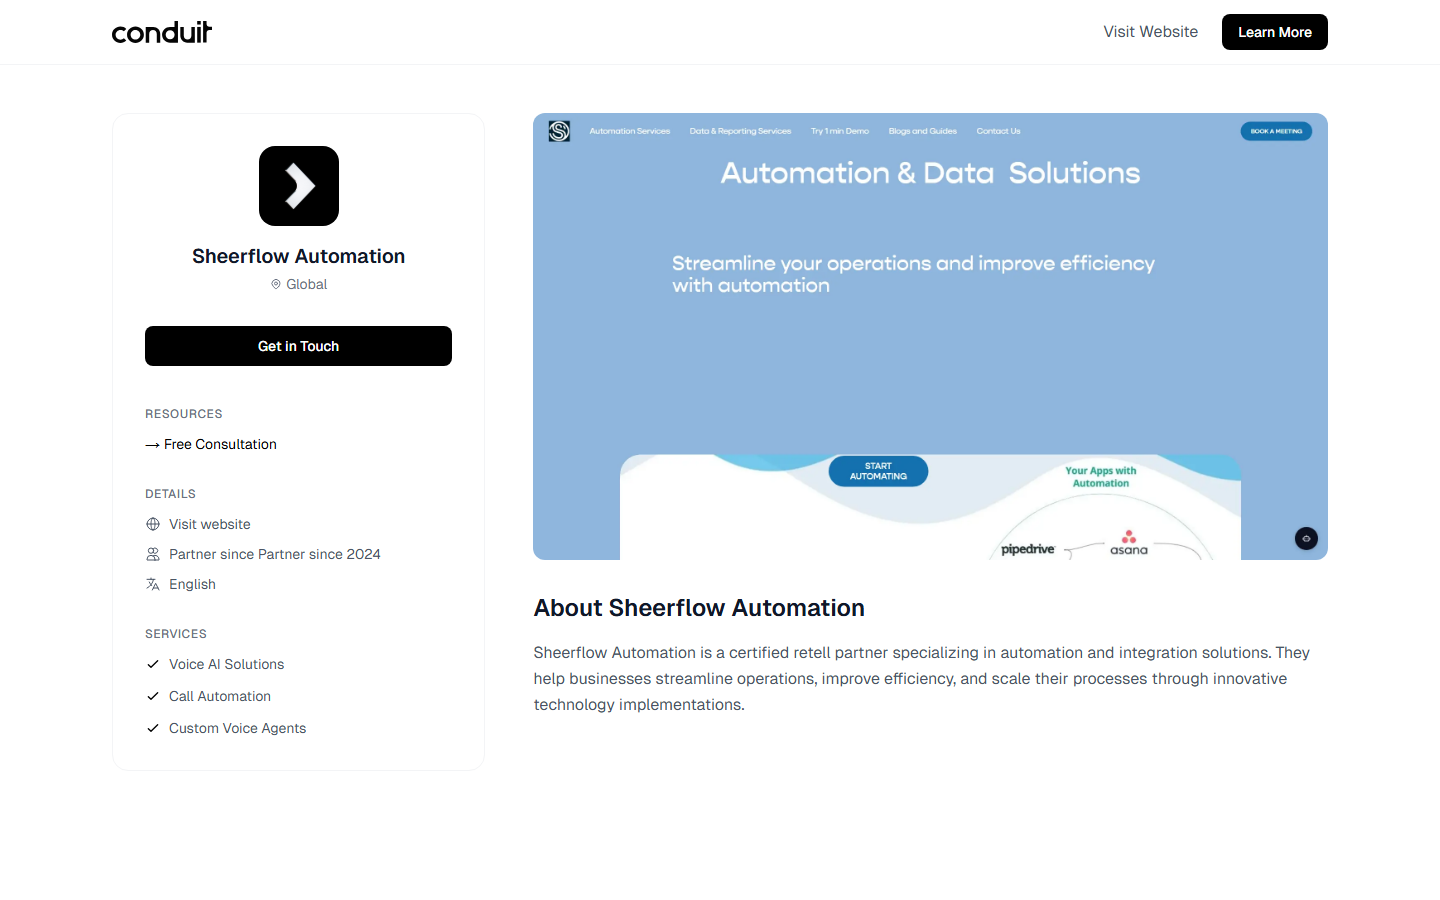 conduit
Visit Website
Learn More
Sheerflow Automation
Global
Get in Touch
RESOURCES
→ Free Consultation
DETAILS
Visit website
Partner since Partner since 2024
English
SERVICES
Voice AI Solutions
Call Automation
Custom Voice Agents
Automation Services
Data & Reporting Services
Try 1 min Demo
Blogs and Guides
Contact Us
BOOK A MEETING
Automation & Data Solutions
Streamline your operations and improve efficiency
with automation
START
AUTOMATING
Your Apps with
Automation
pipedrive
asana
About Sheerflow Automation
Sheerflow Automation is a certified retell partner specializing in automation and integration solutions. They
help businesses streamline operations, improve efficiency, and scale their processes through innovative
technology implementations.